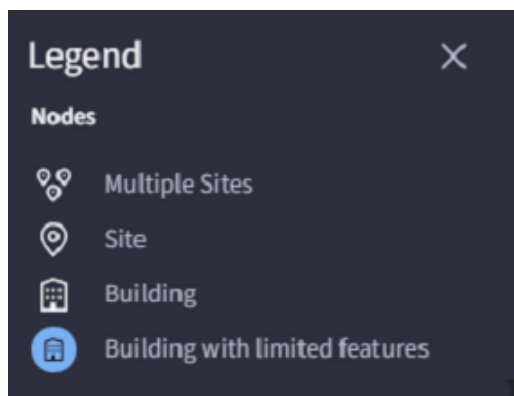 Legend
Nodes
Multiple Sites
Site
Building
Building with limited features